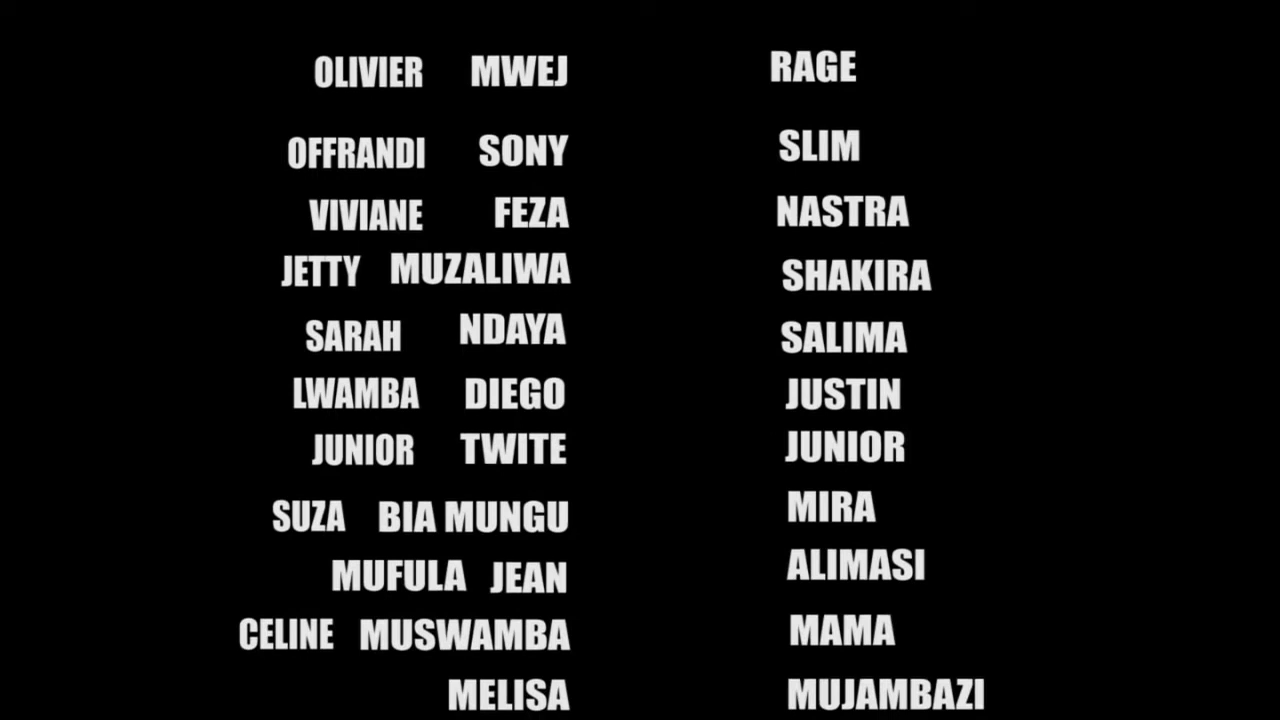 OLIVIER MWEJ RAGE
OFFRANDI SONY SLIM
VIVIANE FEZA NASTRA
JETTY MUZALIWA SHAKIRA
SARAH NDAYA SALIMA
LWAMBA DIEGO JUSTIN
JUNIOR TWITE JUNIOR
SUZA BIA MUNGU MIRA
MUFULA JEAN ALIMASI
CELINE MUSWAMBA MAMA
MELISA MUJAMBAZI